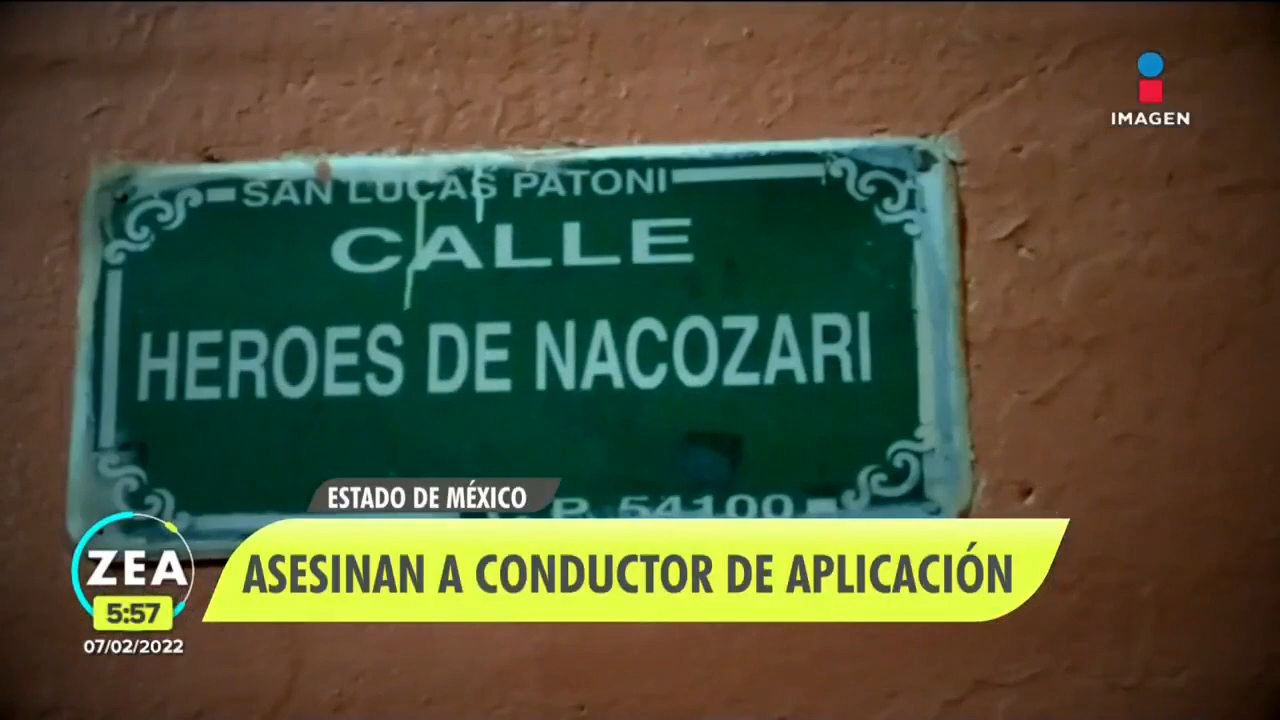 IMAGEN
SAN LUCAS PATONI
CALLE
HEROES DE NACOZARI
C.P. 54100
ESTADO DE MÉXICO
ASESINAN A CONDUCTOR DE APLICACIÓN
ZEA
5:57
07/02/2022